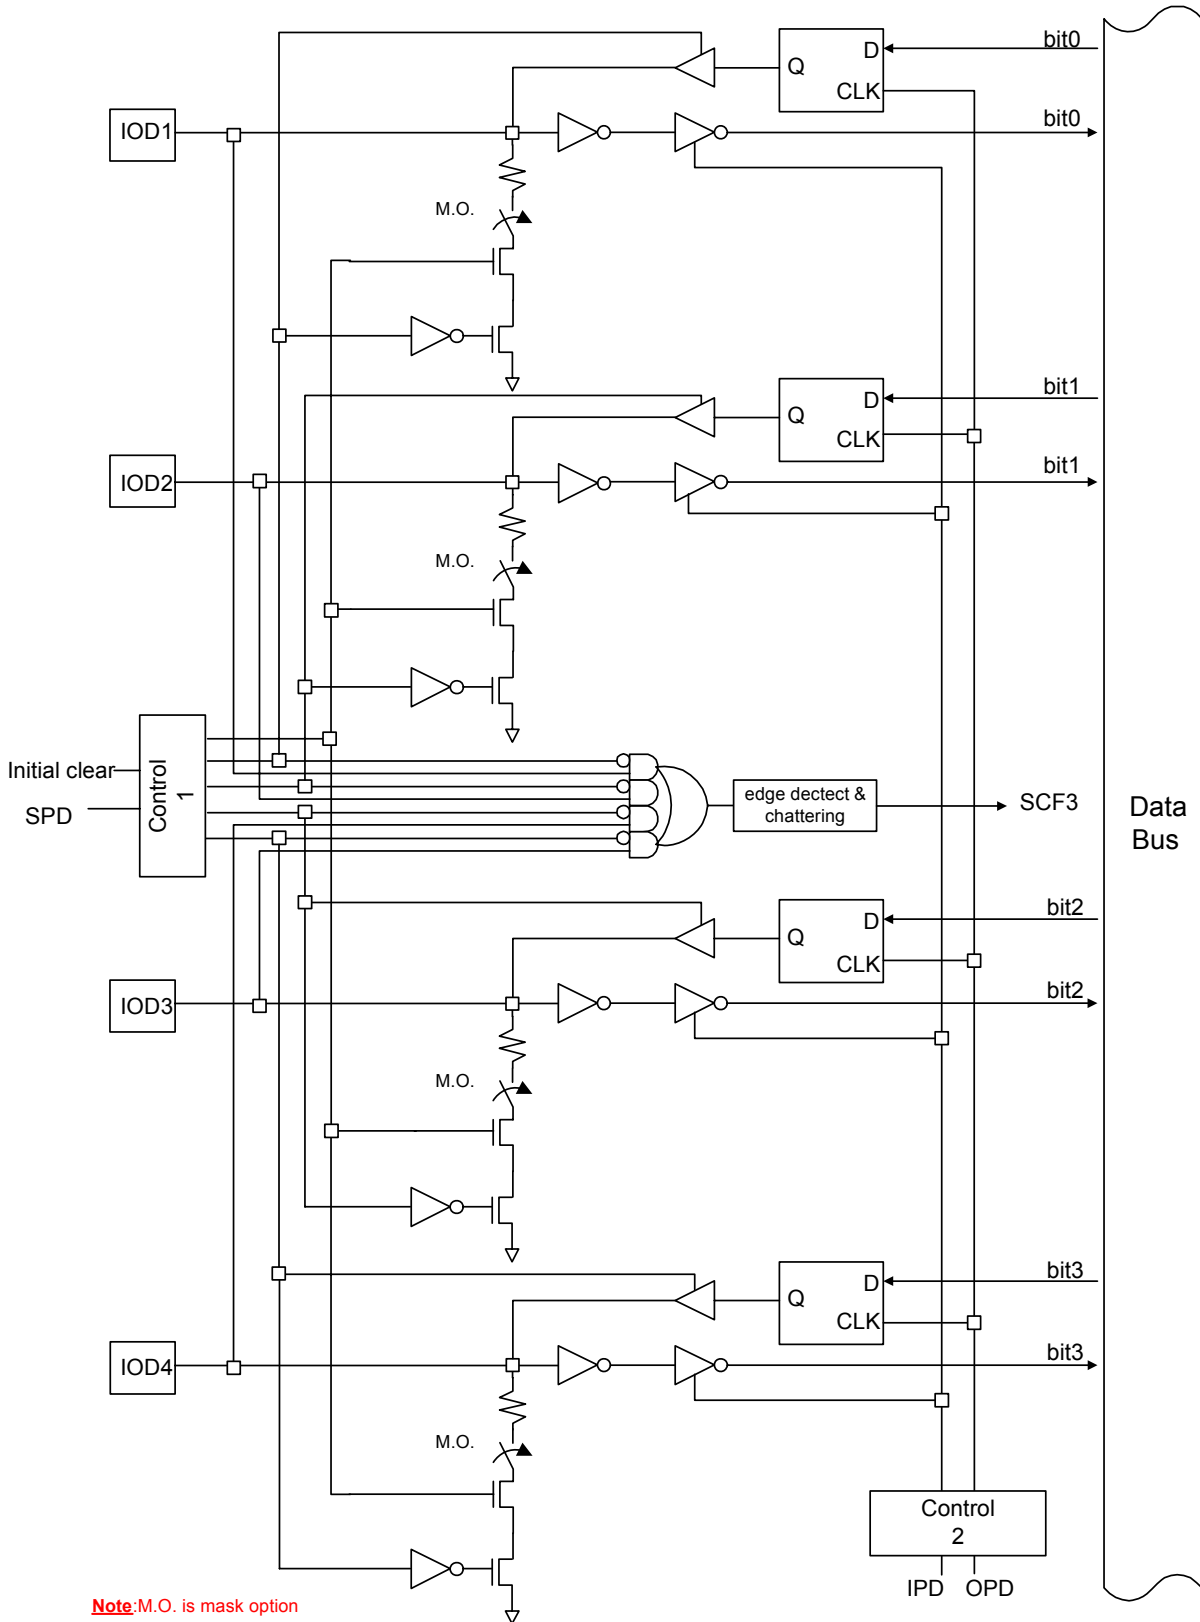 bit0
D
Q
CLK
IOD1
bit0
M.O.
bit1
D
Q
CLK
IOD2
bit1
M.O.
Initial clear
SPD
Control
1
edge dectect &
chattering
SCF3
Data
Bus
bit2
D
Q
CLK
IOD3
bit2
M.O.
bit3
D
Q
CLK
IOD4
bit3
M.O.
Control
2
IPD OPD
Note:M.O. is mask option